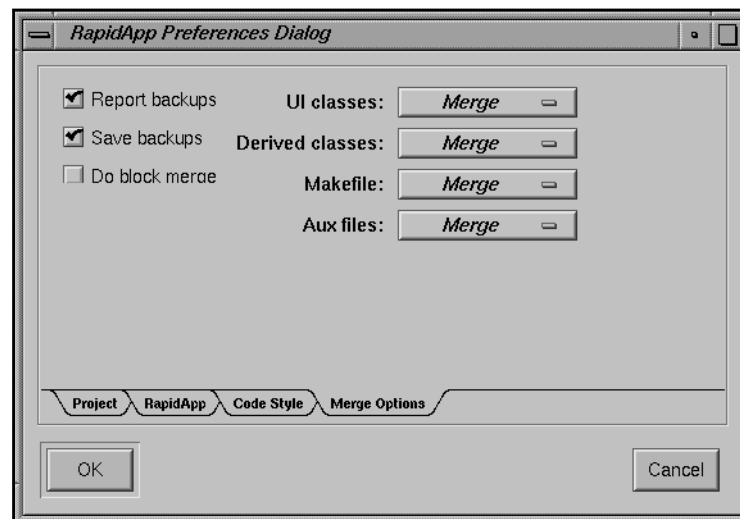 RapidApp Preferences Dialog
Report backups
UI classes: Merge
Save backups
Derived classes: Merge
Do block merge
Makefile: Merge
Aux files: Merge
Project RapidApp Code Style Merge Options
OK Cancel